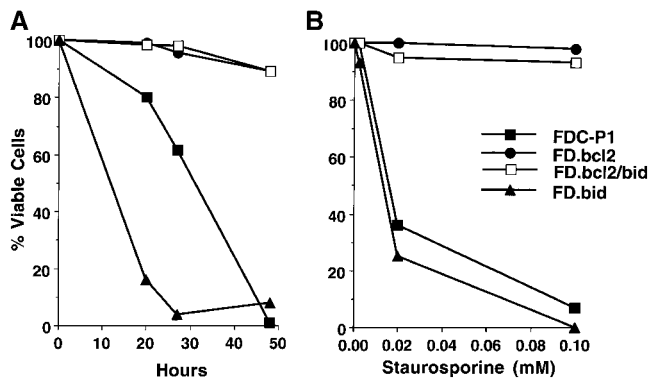 A
B
% Viable Cells
100
80
60
40
20
0
0
10
20
30
40
50
Hours
100
80
60
40
20
0
0.00
0.02
0.04
0.06
0.08
0.10
Staurosporine (mM)
FDC-P1
FD.bcl2
FD.bcl2/bid
FD.bid